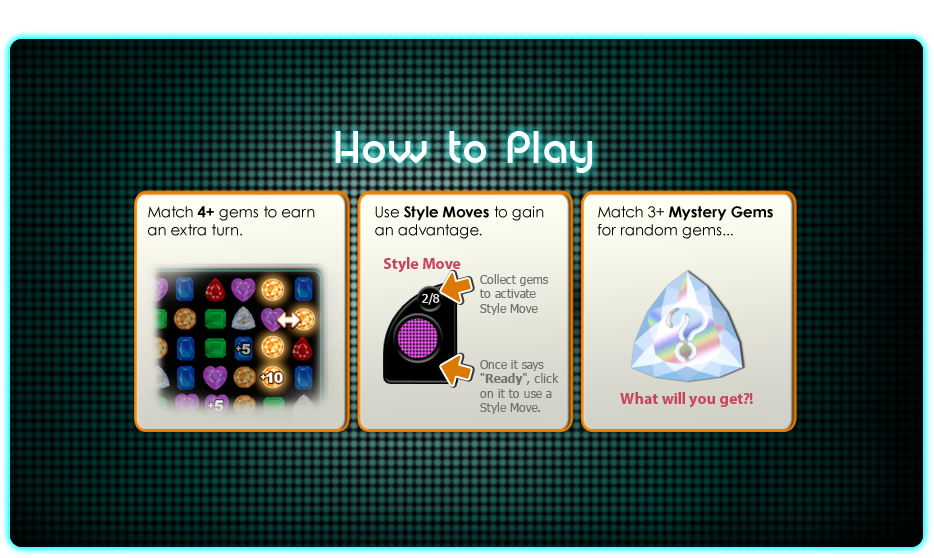 How to Play
Match 4+ gems to earn
an extra turn.
+5
+10
+5
Use Style Moves to gain
an advantage.
Style Move
2/8
Collect gems
to activate
Style Move
Once it says
"Ready", click
on it to use a
Style Move.
Match 3+ Mystery Gems
for random gems...
?
What will you get?!